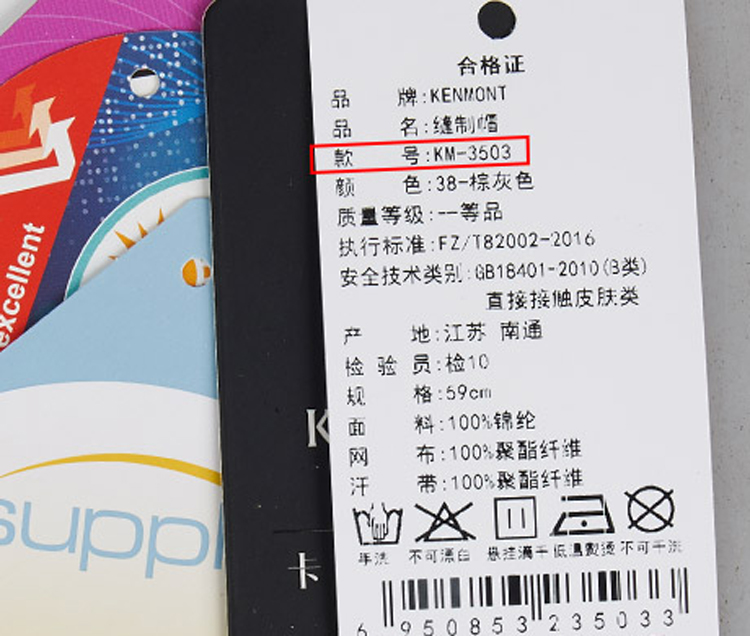 合格证
品 牌:KENMONT
品 名:缝制帽
款 号:KM-3503
颜 色:38-棕灰色
质量等级:一等品
执行标准:FZ/T82002-2016
安全技术类别:GB18401-2010(B类)
直接接触皮肤类
产 地:江苏 南通
检 验 员:检10
规 格:59cm
面 料:100%锦纶
网 布:100%聚酯纤维
汗 带:100%聚酯纤维
手洗 不可漂白 悬挂滴干 低温熨烫 不可干洗
6 950853 235033
excellent
K
卡